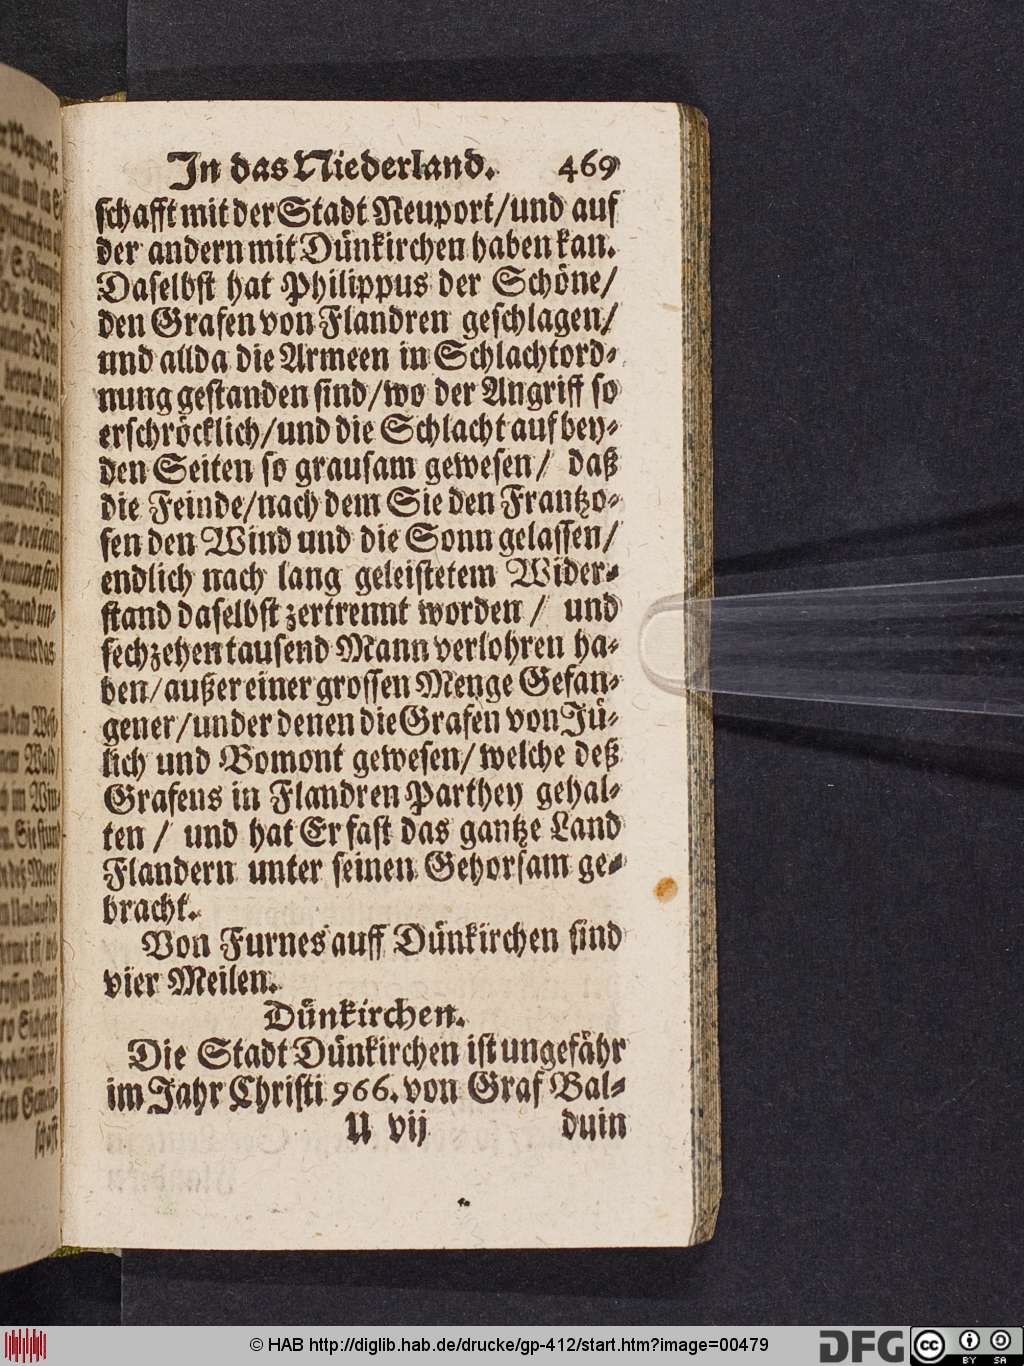 In das Niederland. 469
schafft mit der Stadt Neuport/und auf
der andern mit Dünkirchen haben kan.
Daselbst hat Philippus der Schöne/
den Grafen von Flandren geschlagen/
und allda die Armeen in Schlachtord-
nung gestanden sind/wo der Angriff so
erschröcklich/und die Schlacht auf bey-
den Seiten so grausam gewesen/ daß
die Feinde/nach dem Sie den Frantzo-
sen den Wind und die Sonn gelassen/
endlich nach lang geleistetem Wider-
stand daselbst zertrennt worden / und
sechzehen tausend Mann verlohren ha-
ben/außer einer grossen Menge Gefan-
gener/under denen die Grafen von Jü-
lich und Bomont gewesen/welche deß
Grafens in Flandren Parthey gehal-
ten / und hat Er fast das gantze Land
Flandern unter seinen Gehorsam ge-
bracht.
Von Furnes auff Dünkirchen sind
vier Meilen.
Dünkirchen.
Die Stadt Dünkirchen ist ungefähr
im Jahr Christi 966. von Graf Bal-
U vij duin
© HAB http://diglib.hab.de/drucke/gp-412/start.htm?image=00479
DFG cc BY SA